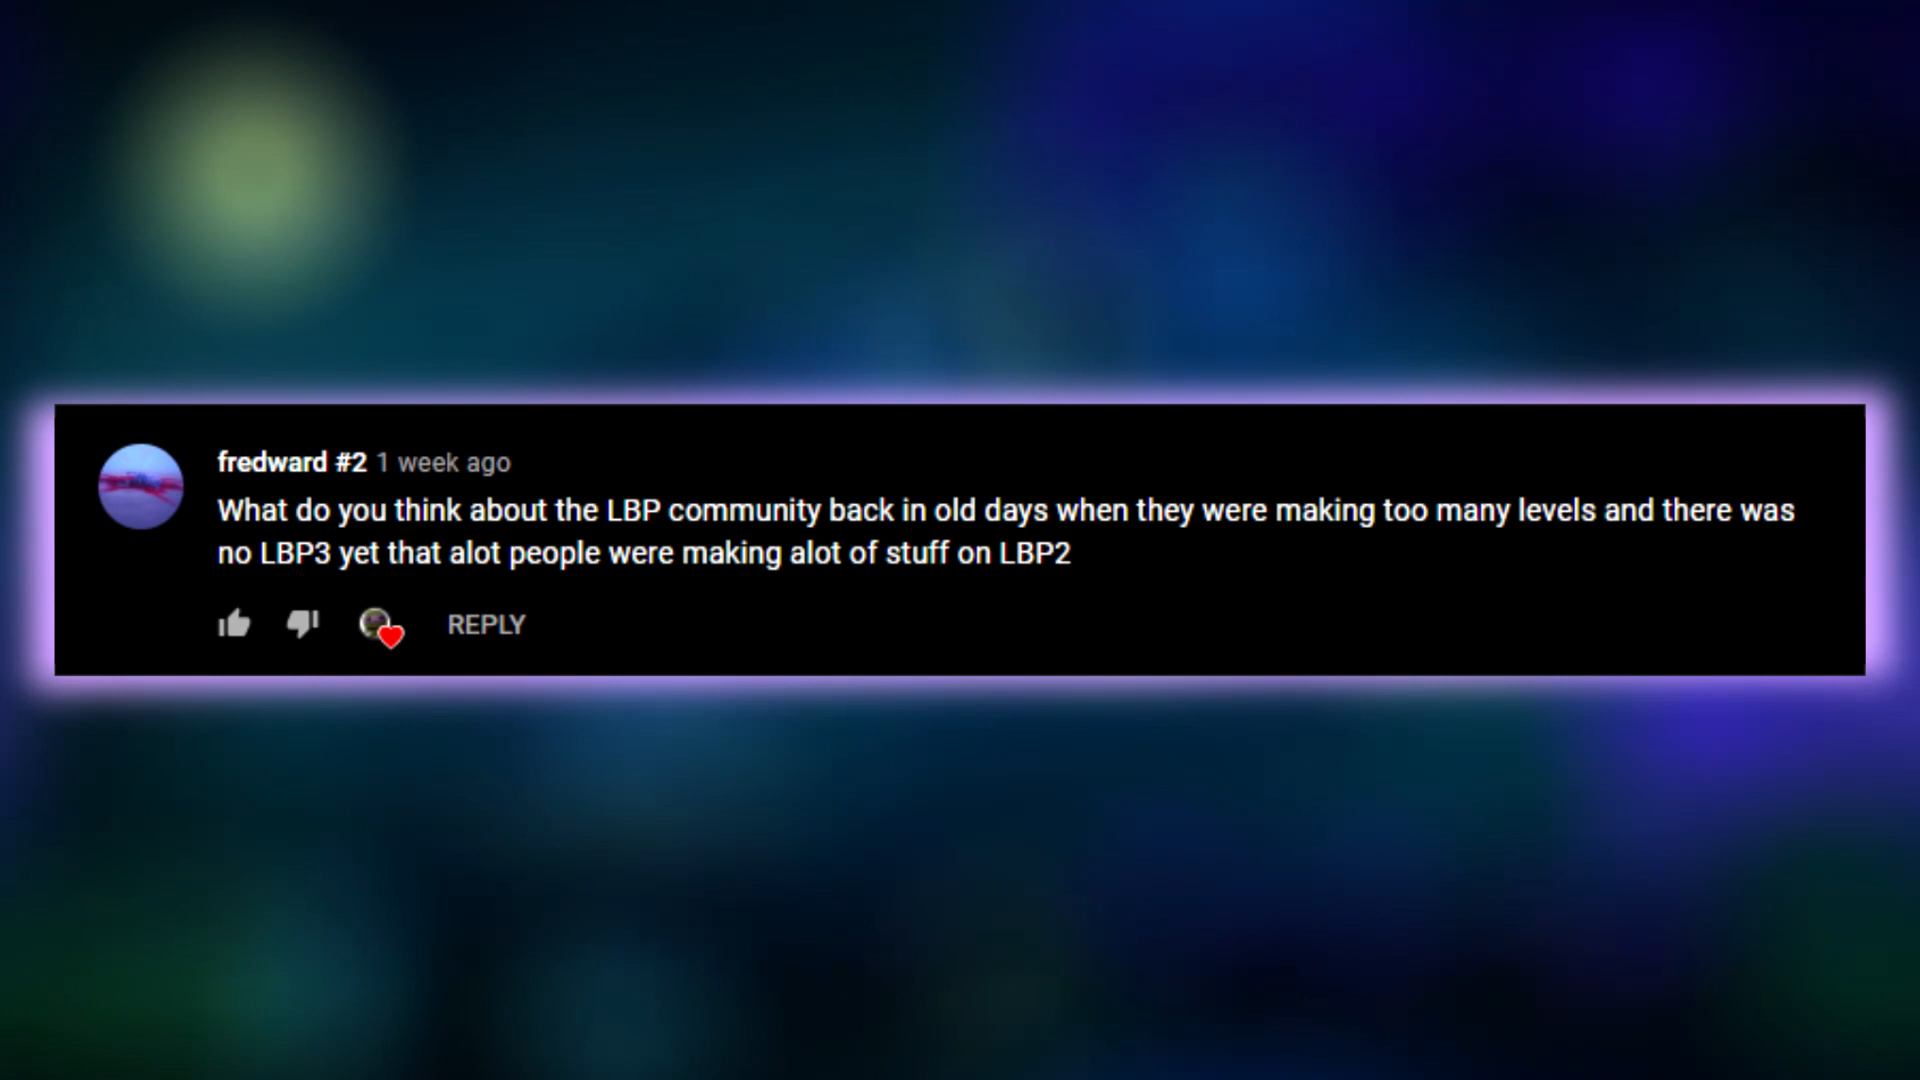 fredward #2 1 week ago
What do you think about the LBP community back in old days when they were making too many levels and there was
no LBP3 yet that alot people were making alot of stuff on LBP2
REPLY